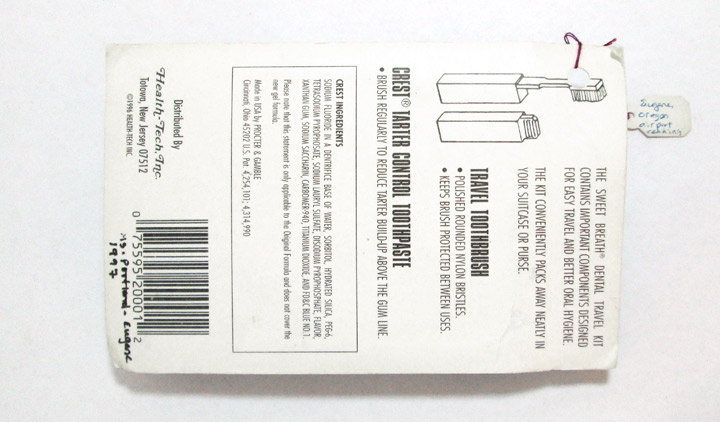 THE SWEET BREATH® DENTAL TRAVEL KIT
CONTAINS IMPORTANT COMPONENTS DESIGNED
FOR EASY TRAVEL AND BETTER ORAL HYGIENE.
THE KIT CONVENIENTLY PACKS AWAY NEATLY IN
YOUR SUITCASE OR PURSE.
TRAVEL TOOTHBRUSH
• POLISHED ROUNDED NYLON BRISTLES.
• KEEPS BRUSH PROTECTED BETWEEN USES.
CREST® TARTER CONTROL TOOTHPASTE
• BRUSH REGULARLY TO REDUCE TARTER BUILD-UP ABOVE THE GUM LINE.
CREST INGREDIENTS
SODIUM FLUORIDE IN A DENTRIFICE BASE OF WATER, SORBITOL, HYDRATED SILICA, PEG-6,
TETRASODIUM PYROPHOSPATE, SODIUM LAURYL SULFATE, DISODIUM PYROPHOSPHATE, FLAVOR,
XANTHAN GUM, SODIUM SACCHARIN, CARBOMER-940, TITANIUM DIOXIDE, AND FD&C BLUE NO.1.
Please note that this statement is only applicable to the Original Formula and does not cover the
new gel formula.
Made in USA by PROCTER & GAMBLE
Cincinnati, Ohio 45202 U.S. Pat. 4,254,101; 4,314,990
Distributed By
Health-Tech, Inc.
Totowa, New Jersey 07512
©1996 HEALTH-TECH INC.
0 75595 20001 2
Portland - Eugene
1997
Eugene,
Oregon
airport